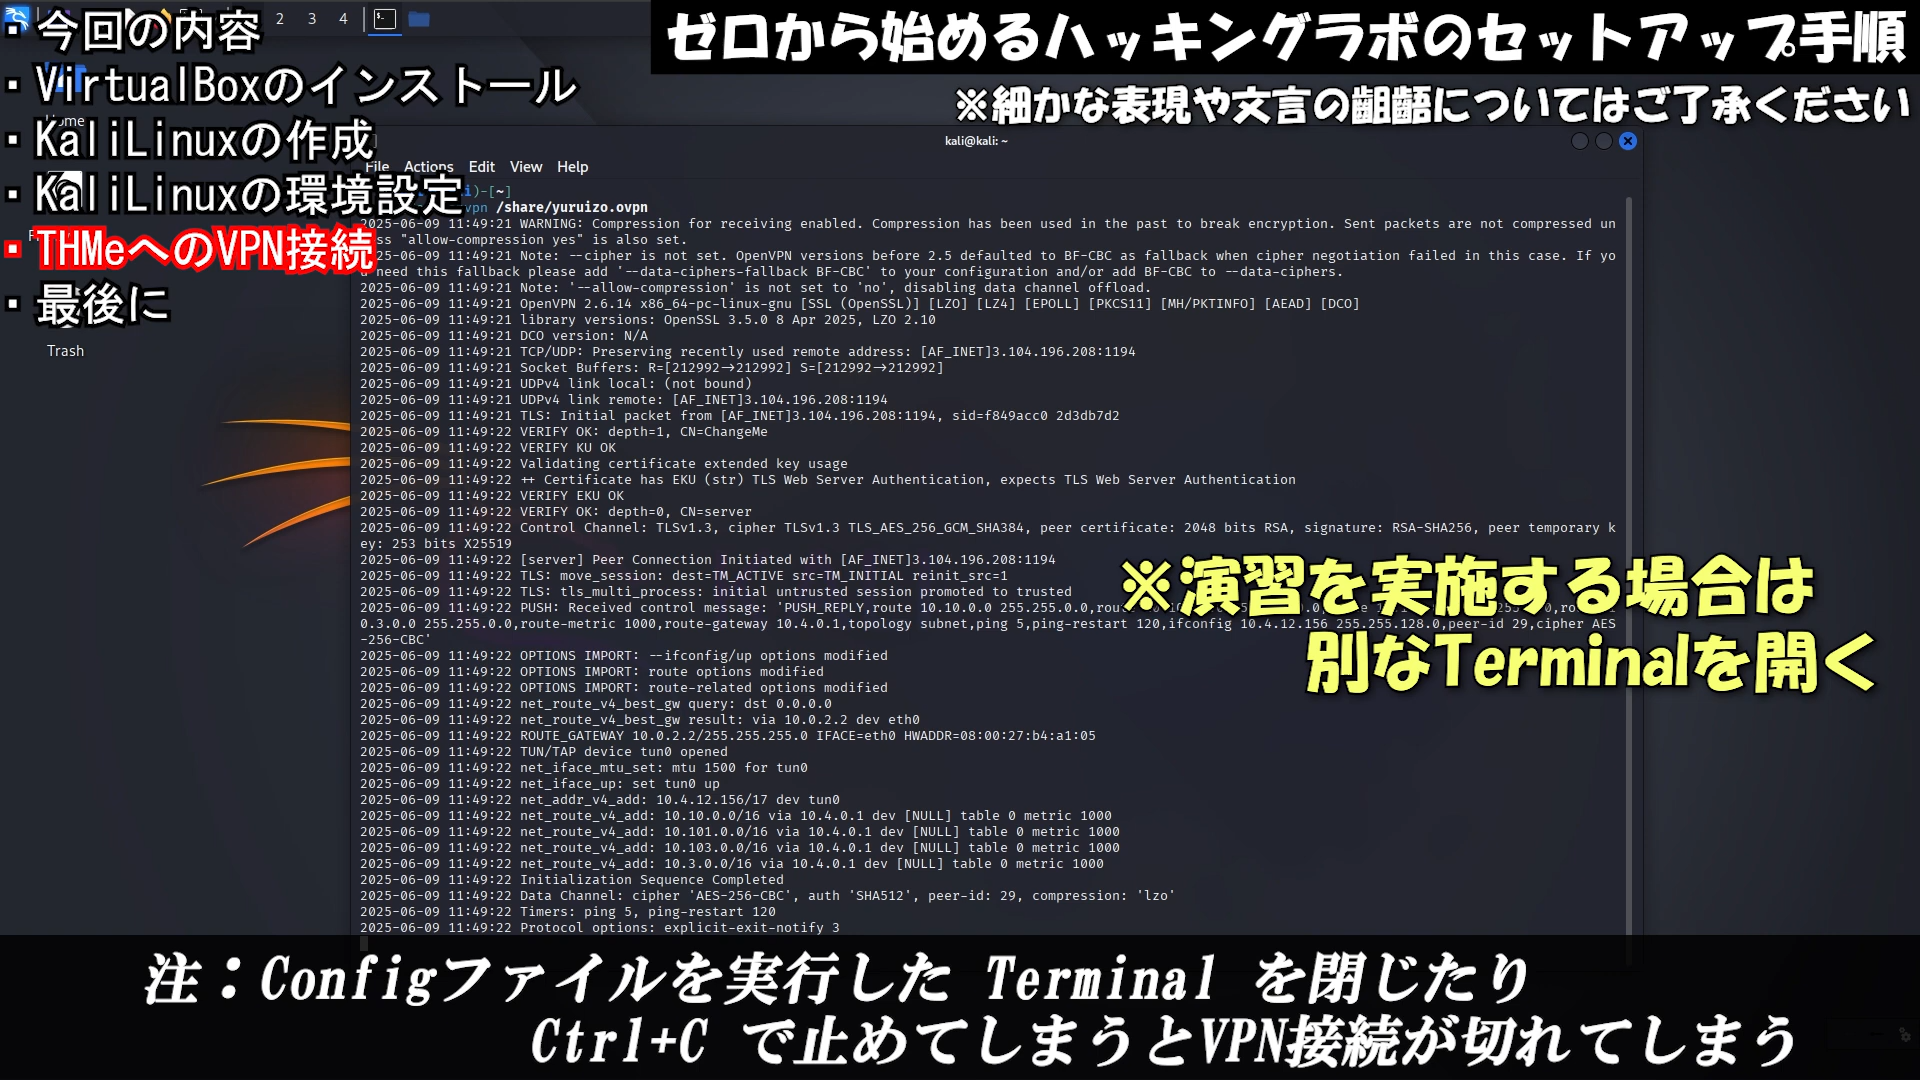 2 3 4
ゼロから始めるハッキングラボのセットアップ手順
※細かな表現や文言の齟齬についてはご了承ください
・今回の内容
・VirtualBoxのインストール
Home
・KaliLinuxの作成
・KaliLinuxの環境設定
・THMeへのVPN接続
・最後に
Trash
kali@kali: ~
File Actions Edit View Help
)-[~]
/share/yuruizo.ovpn
2025-06-09 11:49:21 WARNING: Compression for receiving enabled. Compression has been used in the past to break encryption. Sent packets are not compressed un
ss "allow-compression yes" is also set.
2025-06-09 11:49:21 Note: --cipher is not set. OpenVPN versions before 2.5 defaulted to BF-CBC as fallback when cipher negotiation failed in this case. If yo
need this fallback please add '--data-ciphers-fallback BF-CBC' to your configuration and/or add BF-CBC to --data-ciphers.
2025-06-09 11:49:21 Note: '--allow-compression' is not set to 'no', disabling data channel offload.
2025-06-09 11:49:21 OpenVPN 2.6.14 x86_64-pc-linux-gnu [SSL (OpenSSL)] [LZO] [LZ4] [EPOLL] [PKCS11] [MH/PKTINFO] [AEAD] [DCO]
2025-06-09 11:49:21 library versions: OpenSSL 3.5.0 8 Apr 2025, LZO 2.10
2025-06-09 11:49:21 DCO version: N/A
2025-06-09 11:49:21 TCP/UDP: Preserving recently used remote address: [AF_INET]3.104.196.208:1194
2025-06-09 11:49:21 Socket Buffers: R=[212992→212992] S=[212992→212992]
2025-06-09 11:49:21 UDPv4 link local: (not bound)
2025-06-09 11:49:21 UDPv4 link remote: [AF_INET]3.104.196.208:1194
2025-06-09 11:49:21 TLS: Initial packet from [AF_INET]3.104.196.208:1194, sid=f849acc0 2d3db7d2
2025-06-09 11:49:22 VERIFY OK: depth=1, CN=ChangeMe
2025-06-09 11:49:22 VERIFY KU OK
2025-06-09 11:49:22 Validating certificate extended key usage
2025-06-09 11:49:22 ++ Certificate has EKU (str) TLS Web Server Authentication, expects TLS Web Server Authentication
2025-06-09 11:49:22 VERIFY EKU OK
2025-06-09 11:49:22 VERIFY OK: depth=0, CN=server
2025-06-09 11:49:22 Control Channel: TLSv1.3, cipher TLSv1.3 TLS_AES_256_GCM_SHA384, peer certificate: 2048 bits RSA, signature: RSA-SHA256, peer temporary k
ey: 253 bits X25519
2025-06-09 11:49:22 [server] Peer Connection Initiated with [AF_INET]3.104.196.208:1194
2025-06-09 11:49:22 TLS: move_session: dest=TM_ACTIVE src=TM_INITIAL reinit_src=1
2025-06-09 11:49:22 TLS: tls_multi_process: initial untrusted session promoted to trusted
2025-06-09 11:49:22 PUSH: Received control message: 'PUSH_REPLY,route 10.10.0.0 255.255.0.0,
0.3.0.0 255.255.0.0,route-metric 1000,route-gateway 10.4.0.1,topology subnet,ping 5,ping-restart 120,ifconfig 10.4.12.156 255.255.128.0,peer-id 29,cipher AES
-256-CBC'
※演習を実施する場合は
別なTerminalを開く
2025-06-09 11:49:22 OPTIONS IMPORT: --ifconfig/up options modified
2025-06-09 11:49:22 OPTIONS IMPORT: route options modified
2025-06-09 11:49:22 OPTIONS IMPORT: route-related options modified
2025-06-09 11:49:22 net_route_v4_best_gw query: dst 0.0.0.0
2025-06-09 11:49:22 net_route_v4_best_gw result: via 10.0.2.2 dev eth0
2025-06-09 11:49:22 ROUTE_GATEWAY 10.0.2.2/255.255.255.0 IFACE=eth0 HWADDR=08:00:27:b4:a1:05
2025-06-09 11:49:22 TUN/TAP device tun0 opened
2025-06-09 11:49:22 net_iface_mtu_set: mtu 1500 for tun0
2025-06-09 11:49:22 net_iface_up: set tun0 up
2025-06-09 11:49:22 net_addr_v4_add: 10.4.12.156/17 dev tun0
2025-06-09 11:49:22 net_route_v4_add: 10.10.0.0/16 via 10.4.0.1 dev [NULL] table 0 metric 1000
2025-06-09 11:49:22 net_route_v4_add: 10.101.0.0/16 via 10.4.0.1 dev [NULL] table 0 metric 1000
2025-06-09 11:49:22 net_route_v4_add: 10.103.0.0/16 via 10.4.0.1 dev [NULL] table 0 metric 1000
2025-06-09 11:49:22 net_route_v4_add: 10.3.0.0/16 via 10.4.0.1 dev [NULL] table 0 metric 1000
2025-06-09 11:49:22 Initialization Sequence Completed
2025-06-09 11:49:22 Data Channel: cipher 'AES-256-CBC', auth 'SHA512', peer-id: 29, compression: 'lzo'
2025-06-09 11:49:22 Timers: ping 5, ping-restart 120
2025-06-09 11:49:22 Protocol options: explicit-exit-notify 3
注：Configファイルを実行した Terminal を閉じたり
Ctrl+C で止めてしまうとVPN接続が切れてしまう